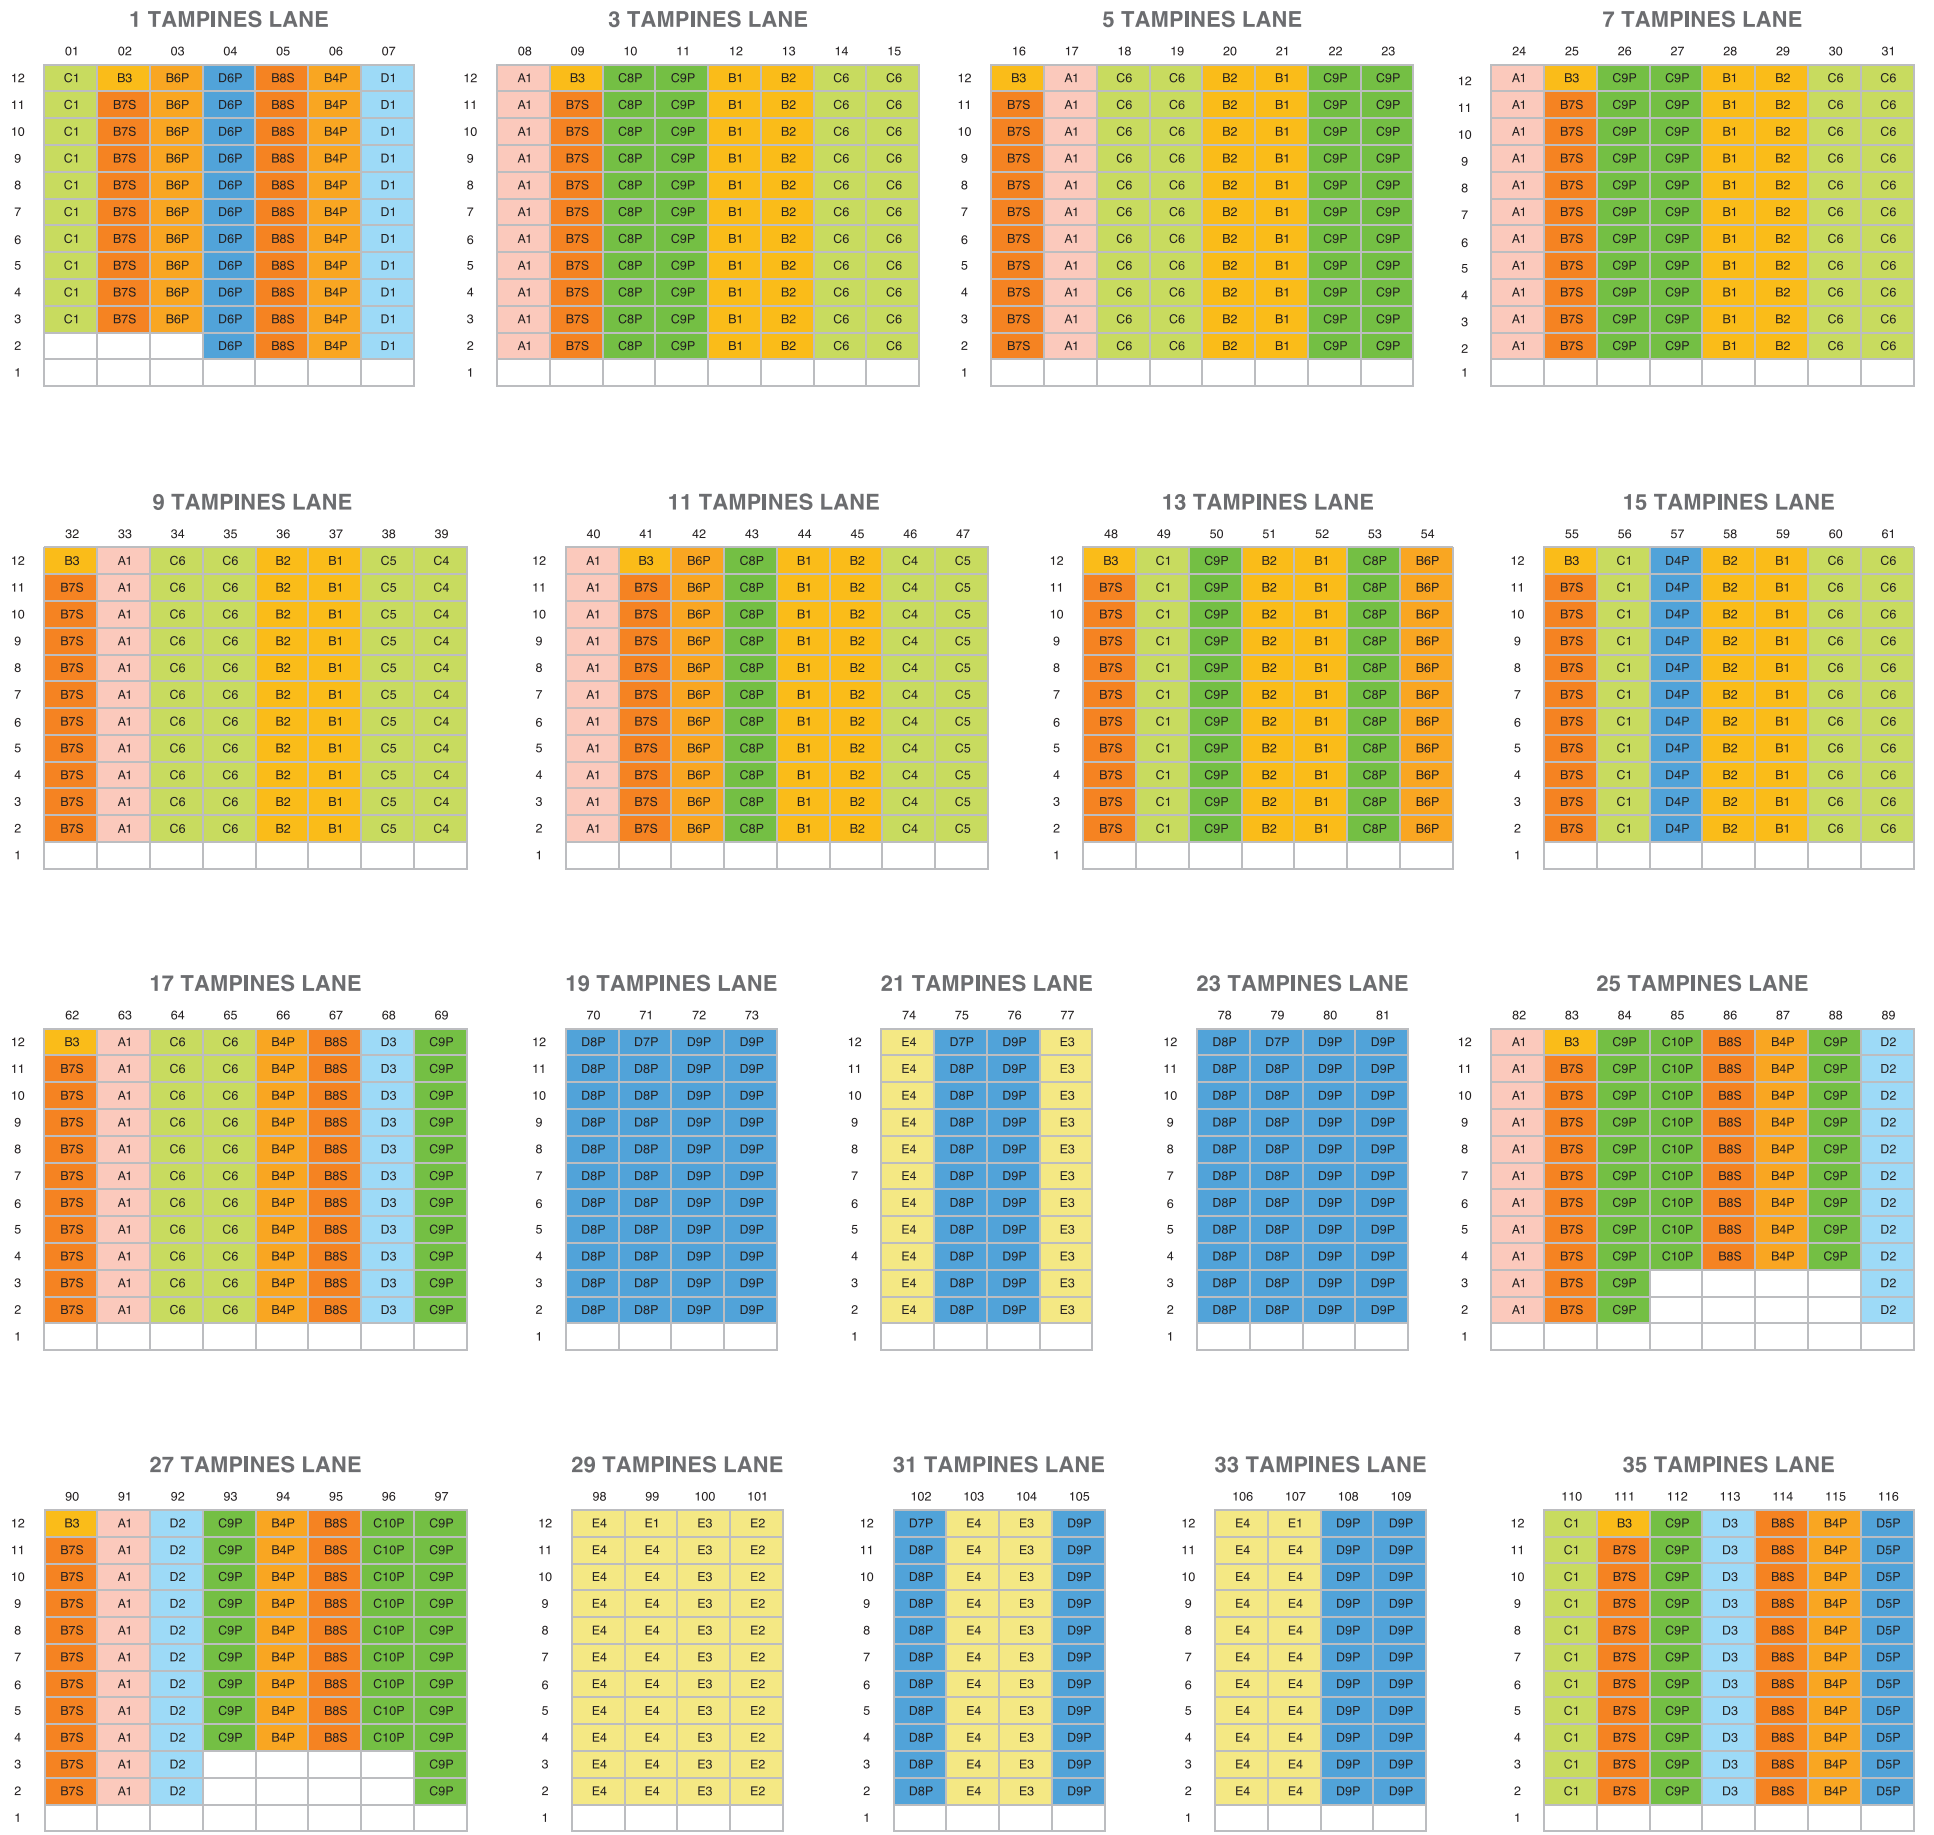 1 TAMPINES LANE
01 02 03 04 05 06 07
12 C1 B3 B6P D6P B8S B4P D1
11 C1 B7S B6P D6P B8S B4P D1
10 C1 B7S B6P D6P B8S B4P D1
9 C1 B7S B6P D6P B8S B4P D1
8 C1 B7S B6P D6P B8S B4P D1
7 C1 B7S B6P D6P B8S B4P D1
6 C1 B7S B6P D6P B8S B4P D1
5 C1 B7S B6P D6P B8S B4P D1
4 C1 B7S B6P D6P B8S B4P D1
3 C1 B7S B6P D6P B8S B4P D1
2 D6P B8S B4P D1
1
3 TAMPINES LANE
08 09 10 11 12 13 14 15
12 A1 B3 C8P C9P B1 B2 C6 C6
11 A1 B7S C8P C9P B1 B2 C6 C6
10 A1 B7S C8P C9P B1 B2 C6 C6
9 A1 B7S C8P C9P B1 B2 C6 C6
8 A1 B7S C8P C9P B1 B2 C6 C6
7 A1 B7S C8P C9P B1 B2 C6 C6
6 A1 B7S C8P C9P B1 B2 C6 C6
5 A1 B7S C8P C9P B1 B2 C6 C6
4 A1 B7S C8P C9P B1 B2 C6 C6
3 A1 B7S C8P C9P B1 B2 C6 C6
2 A1 B7S C8P C9P B1 B2 C6 C6
1
5 TAMPINES LANE
16 17 18 19 20 21 22 23
12 B3 A1 C6 C6 B2 B1 C9P C9P
11 B7S A1 C6 C6 B2 B1 C9P C9P
10 B7S A1 C6 C6 B2 B1 C9P C9P
9 B7S A1 C6 C6 B2 B1 C9P C9P
8 B7S A1 C6 C6 B2 B1 C9P C9P
7 B7S A1 C6 C6 B2 B1 C9P C9P
6 B7S A1 C6 C6 B2 B1 C9P C9P
5 B7S A1 C6 C6 B2 B1 C9P C9P
4 B7S A1 C6 C6 B2 B1 C9P C9P
3 B7S A1 C6 C6 B2 B1 C9P C9P
2 B7S A1 C6 C6 B2 B1 C9P C9P
1
7 TAMPINES LANE
24 25 26 27 28 29 30 31
12 A1 B3 C9P C9P B1 B2 C6 C6
11 A1 B7S C9P C9P B1 B2 C6 C6
10 A1 B7S C9P C9P B1 B2 C6 C6
9 A1 B7S C9P C9P B1 B2 C6 C6
8 A1 B7S C9P C9P B1 B2 C6 C6
7 A1 B7S C9P C9P B1 B2 C6 C6
6 A1 B7S C9P C9P B1 B2 C6 C6
5 A1 B7S C9P C9P B1 B2 C6 C6
4 A1 B7S C9P C9P B1 B2 C6 C6
3 A1 B7S C9P C9P B1 B2 C6 C6
2 A1 B7S C9P C9P B1 B2 C6 C6
1
9 TAMPINES LANE
32 33 34 35 36 37 38 39
12 B3 A1 C6 C6 B2 B1 C5 C4
11 B7S A1 C6 C6 B2 B1 C5 C4
10 B7S A1 C6 C6 B2 B1 C5 C4
9 B7S A1 C6 C6 B2 B1 C5 C4
8 B7S A1 C6 C6 B2 B1 C5 C4
7 B7S A1 C6 C6 B2 B1 C5 C4
6 B7S A1 C6 C6 B2 B1 C5 C4
5 B7S A1 C6 C6 B2 B1 C5 C4
4 B7S A1 C6 C6 B2 B1 C5 C4
3 B7S A1 C6 C6 B2 B1 C5 C4
2 B7S A1 C6 C6 B2 B1 C5 C4
1
11 TAMPINES LANE
40 41 42 43 44 45 46 47
12 A1 B3 B6P C8P B1 B2 C4 C5
11 A1 B7S B6P C8P B1 B2 C4 C5
10 A1 B7S B6P C8P B1 B2 C4 C5
9 A1 B7S B6P C8P B1 B2 C4 C5
8 A1 B7S B6P C8P B1 B2 C4 C5
7 A1 B7S B6P C8P B1 B2 C4 C5
6 A1 B7S B6P C8P B1 B2 C4 C5
5 A1 B7S B6P C8P B1 B2 C4 C5
4 A1 B7S B6P C8P B1 B2 C4 C5
3 A1 B7S B6P C8P B1 B2 C4 C5
2 A1 B7S B6P C8P B1 B2 C4 C5
1
13 TAMPINES LANE
48 49 50 51 52 53 54
12 B3 C1 C9P B2 B1 C8P B6P
11 B7S C1 C9P B2 B1 C8P B6P
10 B7S C1 C9P B2 B1 C8P B6P
9 B7S C1 C9P B2 B1 C8P B6P
8 B7S C1 C9P B2 B1 C8P B6P
7 B7S C1 C9P B2 B1 C8P B6P
6 B7S C1 C9P B2 B1 C8P B6P
5 B7S C1 C9P B2 B1 C8P B6P
4 B7S C1 C9P B2 B1 C8P B6P
3 B7S C1 C9P B2 B1 C8P B6P
2 B7S C1 C9P B2 B1 C8P B6P
1
15 TAMPINES LANE
55 56 57 58 59 60 61
12 B3 C1 D4P B2 B1 C6 C6
11 B7S C1 D4P B2 B1 C6 C6
10 B7S C1 D4P B2 B1 C6 C6
9 B7S C1 D4P B2 B1 C6 C6
8 B7S C1 D4P B2 B1 C6 C6
7 B7S C1 D4P B2 B1 C6 C6
6 B7S C1 D4P B2 B1 C6 C6
5 B7S C1 D4P B2 B1 C6 C6
4 B7S C1 D4P B2 B1 C6 C6
3 B7S C1 D4P B2 B1 C6 C6
2 B7S C1 D4P B2 B1 C6 C6
1
17 TAMPINES LANE
62 63 64 65 66 67 68 69
12 B3 A1 C6 C6 B4P B8S D3 C9P
11 B7S A1 C6 C6 B4P B8S D3 C9P
10 B7S A1 C6 C6 B4P B8S D3 C9P
9 B7S A1 C6 C6 B4P B8S D3 C9P
8 B7S A1 C6 C6 B4P B8S D3 C9P
7 B7S A1 C6 C6 B4P B8S D3 C9P
6 B7S A1 C6 C6 B4P B8S D3 C9P
5 B7S A1 C6 C6 B4P B8S D3 C9P
4 B7S A1 C6 C6 B4P B8S D3 C9P
3 B7S A1 C6 C6 B4P B8S D3 C9P
2 B7S A1 C6 C6 B4P B8S D3 C9P
1
19 TAMPINES LANE
70 71 72 73
12 D8P D7P D9P D9P
11 D8P D8P D9P D9P
10 D8P D8P D9P D9P
9 D8P D8P D9P D9P
8 D8P D8P D9P D9P
7 D8P D8P D9P D9P
6 D8P D8P D9P D9P
5 D8P D8P D9P D9P
4 D8P D8P D9P D9P
3 D8P D8P D9P D9P
2 D8P D8P D9P D9P
1
21 TAMPINES LANE
74 75 76 77
12 E4 D7P D9P E3
11 E4 D8P D9P E3
10 E4 D8P D9P E3
9 E4 D8P D9P E3
8 E4 D8P D9P E3
7 E4 D8P D9P E3
6 E4 D8P D9P E3
5 E4 D8P D9P E3
4 E4 D8P D9P E3
3 E4 D8P D9P E3
2 E4 D8P D9P E3
1
23 TAMPINES LANE
78 79 80 81
12 D8P D7P D9P D9P
11 D8P D8P D9P D9P
10 D8P D8P D9P D9P
9 D8P D8P D9P D9P
8 D8P D8P D9P D9P
7 D8P D8P D9P D9P
6 D8P D8P D9P D9P
5 D8P D8P D9P D9P
4 D8P D8P D9P D9P
3 D8P D8P D9P D9P
2 D8P D8P D9P D9P
1
25 TAMPINES LANE
82 83 84 85 86 87 88 89
12 A1 B3 C9P C10P B8S B4P C9P D2
11 A1 B7S C9P C10P B8S B4P C9P D2
10 A1 B7S C9P C10P B8S B4P C9P D2
9 A1 B7S C9P C10P B8S B4P C9P D2
8 A1 B7S C9P C10P B8S B4P C9P D2
7 A1 B7S C9P C10P B8S B4P C9P D2
6 A1 B7S C9P C10P B8S B4P C9P D2
5 A1 B7S C9P C10P B8S B4P C9P D2
4 A1 B7S C9P C10P B8S B4P C9P D2
3 A1 B7S C9P D2
2 A1 B7S C9P D2
1
27 TAMPINES LANE
90 91 92 93 94 95 96 97
12 B3 A1 D2 C9P B4P B8S C10P C9P
11 B7S A1 D2 C9P B4P B8S C10P C9P
10 B7S A1 D2 C9P B4P B8S C10P C9P
9 B7S A1 D2 C9P B4P B8S C10P C9P
8 B7S A1 D2 C9P B4P B8S C10P C9P
7 B7S A1 D2 C9P B4P B8S C10P C9P
6 B7S A1 D2 C9P B4P B8S C10P C9P
5 B7S A1 D2 C9P B4P B8S C10P C9P
4 B7S A1 D2 C9P B4P B8S C10P C9P
3 B7S A1 D2 C9P
2 B7S A1 D2 C9P
1
29 TAMPINES LANE
98 99 100 101
12 E4 E1 E3 E2
11 E4 E4 E3 E2
10 E4 E4 E3 E2
9 E4 E4 E3 E2
8 E4 E4 E3 E2
7 E4 E4 E3 E2
6 E4 E4 E3 E2
5 E4 E4 E3 E2
4 E4 E4 E3 E2
3 E4 E4 E3 E2
2 E4 E4 E3 E2
1
31 TAMPINES LANE
102 103 104 105
12 D7P E4 E3 D9P
11 D8P E4 E3 D9P
10 D8P E4 E3 D9P
9 D8P E4 E3 D9P
8 D8P E4 E3 D9P
7 D8P E4 E3 D9P
6 D8P E4 E3 D9P
5 D8P E4 E3 D9P
4 D8P E4 E3 D9P
3 D8P E4 E3 D9P
2 D8P E4 E3 D9P
1
33 TAMPINES LANE
106 107 108 109
12 E4 E1 D9P D9P
11 E4 E4 D9P D9P
10 E4 E4 D9P D9P
9 E4 E4 D9P D9P
8 E4 E4 D9P D9P
7 E4 E4 D9P D9P
6 E4 E4 D9P D9P
5 E4 E4 D9P D9P
4 E4 E4 D9P D9P
3 E4 E4 D9P D9P
2 E4 E4 D9P D9P
1
35 TAMPINES LANE
110 111 112 113 114 115 116
12 C1 B3 C9P D3 B8S B4P D5P
11 C1 B7S C9P D3 B8S B4P D5P
10 C1 B7S C9P D3 B8S B4P D5P
9 C1 B7S C9P D3 B8S B4P D5P
8 C1 B7S C9P D3 B8S B4P D5P
7 C1 B7S C9P D3 B8S B4P D5P
6 C1 B7S C9P D3 B8S B4P D5P
5 C1 B7S C9P D3 B8S B4P D5P
4 C1 B7S C9P D3 B8S B4P D5P
3 C1 B7S C9P D3 B8S B4P D5P
2 C1 B7S C9P D3 B8S B4P D5P
1